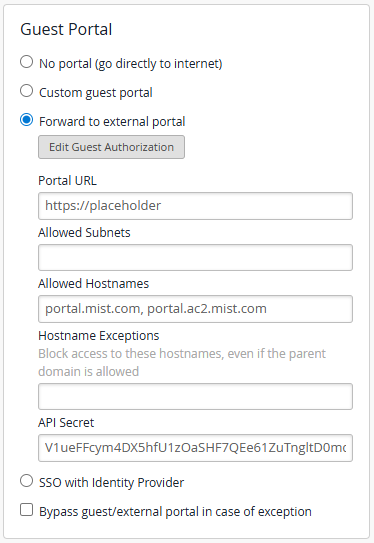 Guest Portal
No portal (go directly to internet)
Custom guest portal
Forward to external portal
Edit Guest Authorization
Portal URL
https://placeholder
Allowed Subnets
Allowed Hostnames
portal.mist.com, portal.ac2.mist.com
Hostname Exceptions
Block access to these hostnames, even if the parent
domain is allowed
API Secret
SSO with Identity Provider
Bypass guest/external portal in case of exception